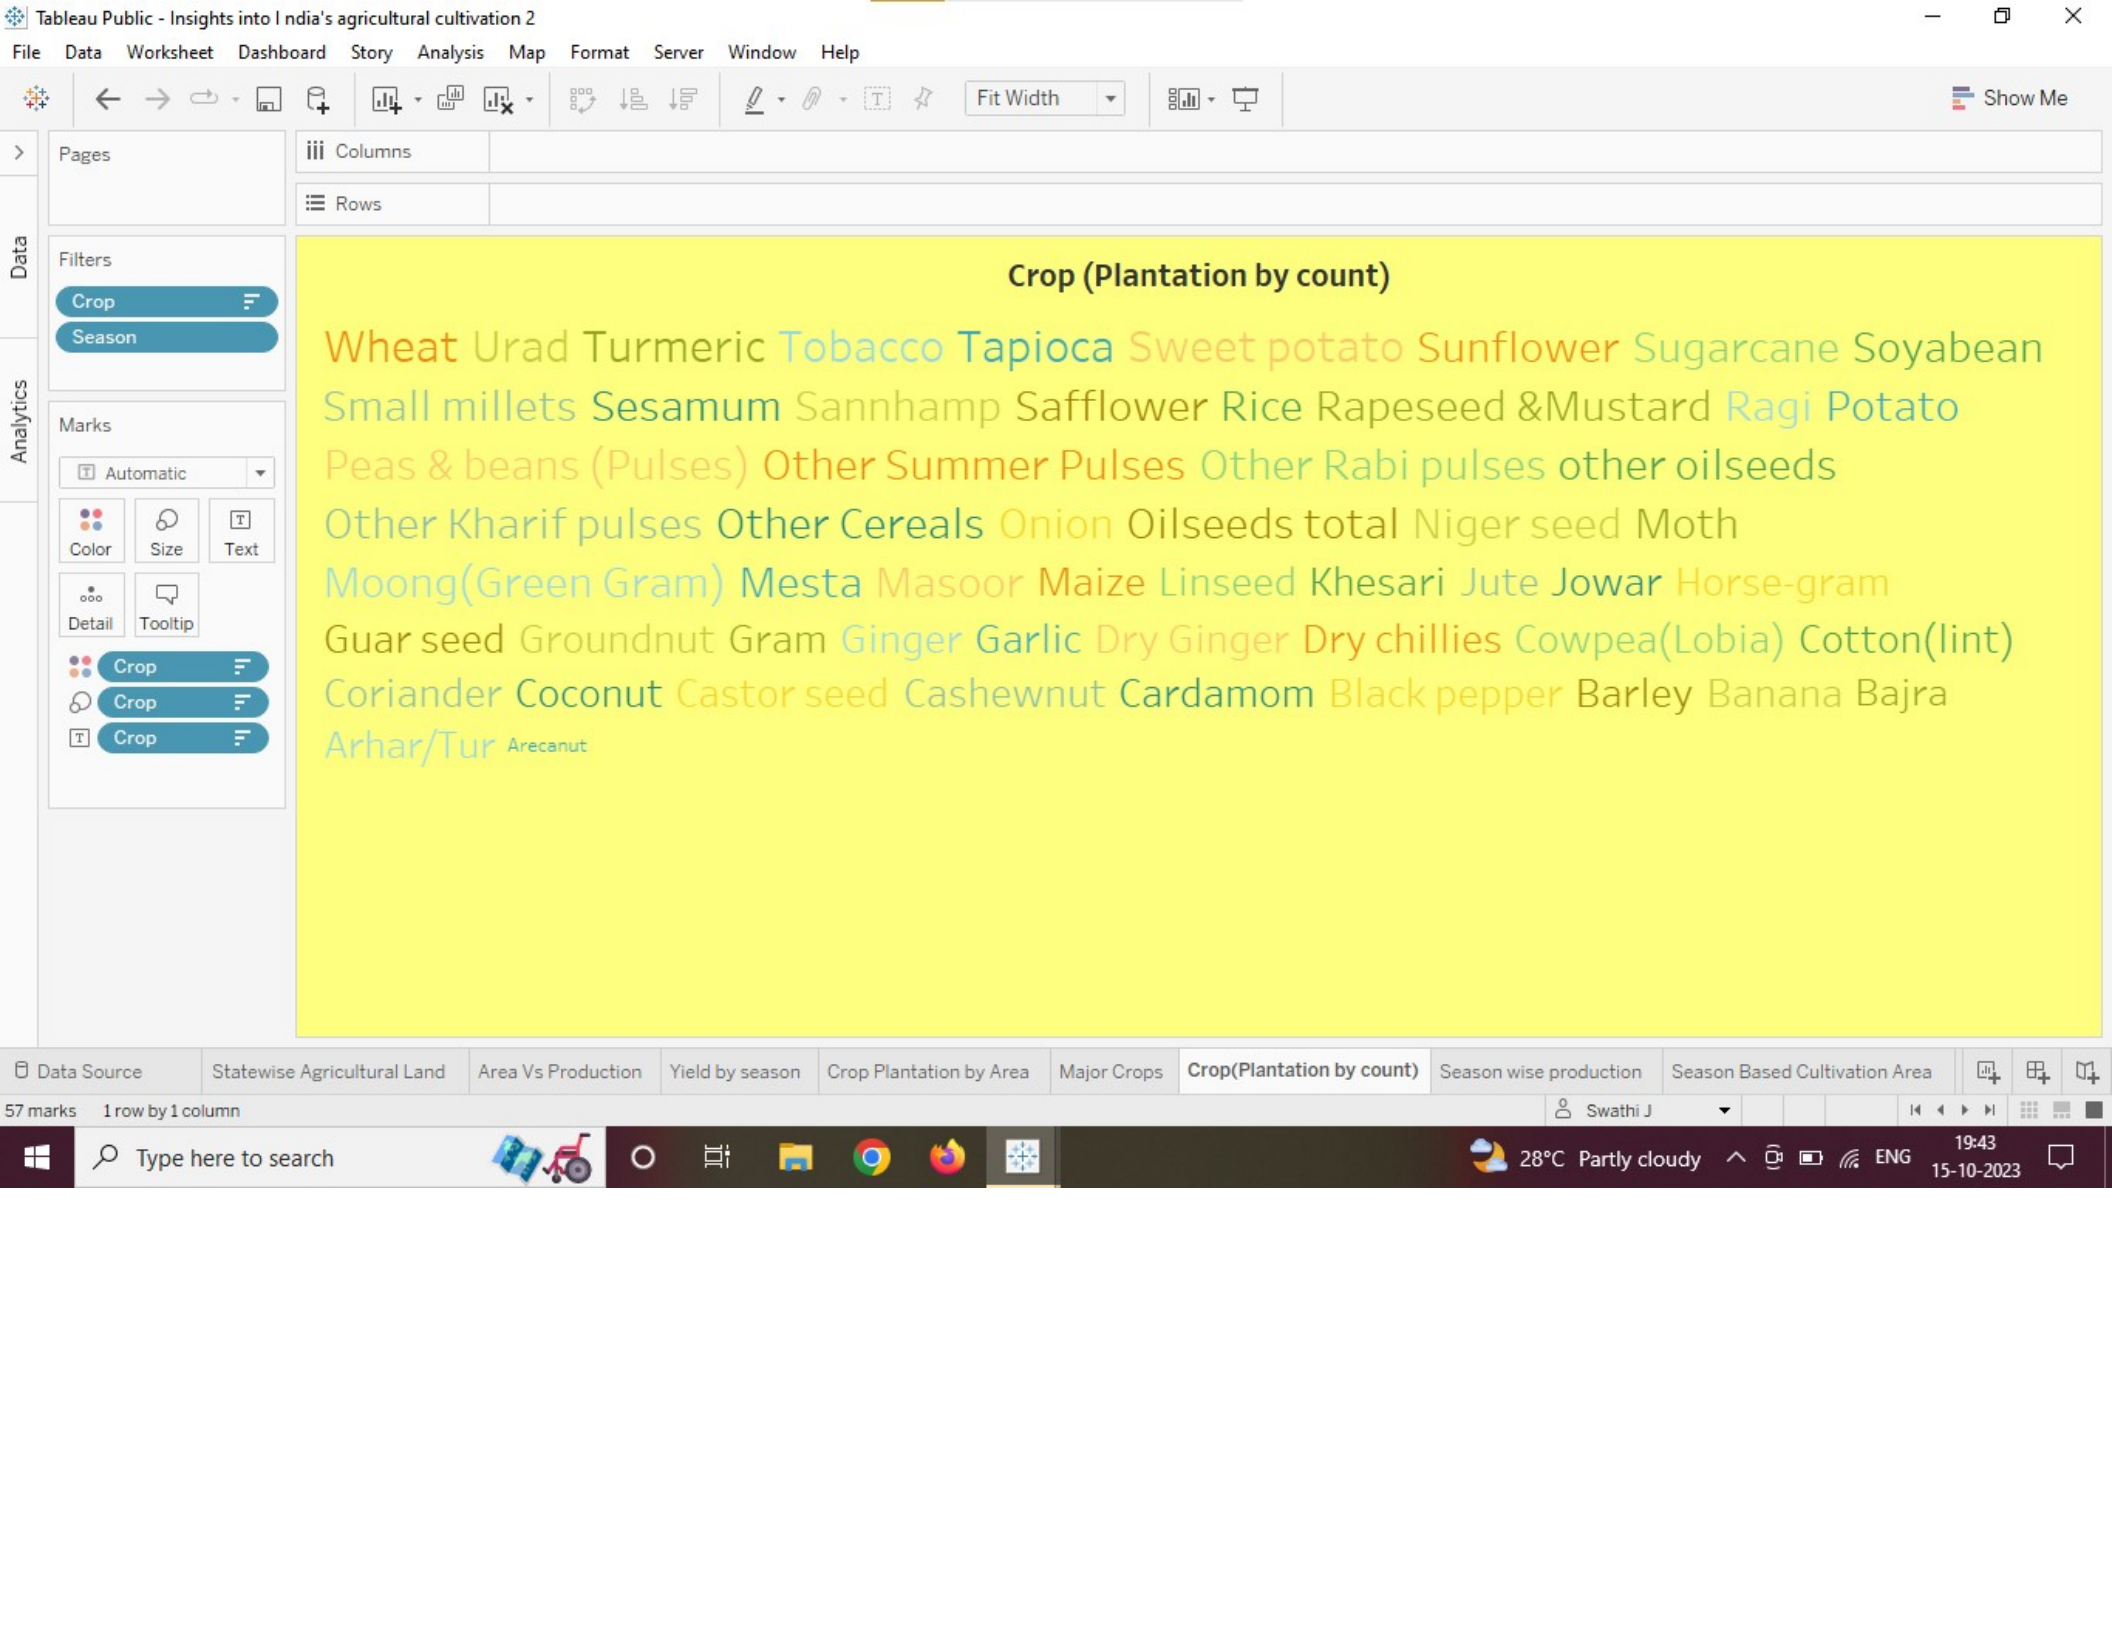 Tableau Public - Insights into I ndia's agricultural cultivation 2
File Data Worksheet Dashboard Story Analysis Map Format Server Window Help
Fit Width
Show Me
Pages
iii Columns
Rows
Data
Analytics
Filters
Crop
Season
Marks
Automatic
Color Size Text
Detail Tooltip
Crop
Crop
Crop
Crop (Plantation by count)
Wheat Urad Turmeric Tobacco Tapioca Sweet potato Sunflower Sugarcane Soyabean
Small millets Sesamum Sannhamp Safflower Rice Rapeseed &Mustard Ragi Potato
Peas & beans (Pulses) Other Summer Pulses Other Rabi pulses other oilseeds
Other Kharif pulses Other Cereals Onion Oilseeds total Niger seed Moth
Moong(Green Gram) Mesta Masoor Maize Linseed Khesari Jute Jowar Horse-gram
Guar seed Groundnut Gram Ginger Garlic Dry Ginger Dry chillies Cowpea(Lobia) Cotton(lint)
Coriander Coconut Castor seed Cashewnut Cardamom Black pepper Barley Banana Bajra
Arhar/Tur Arecanut
Data Source Statewise Agricultural Land Area Vs Production Yield by season Crop Plantation by Area Major Crops Crop(Plantation by count) Season wise production Season Based Cultivation Area
57 marks 1 row by 1 column Swathi J
Type here to search 28°C Partly cloudy ENG 19:43
15-10-2023